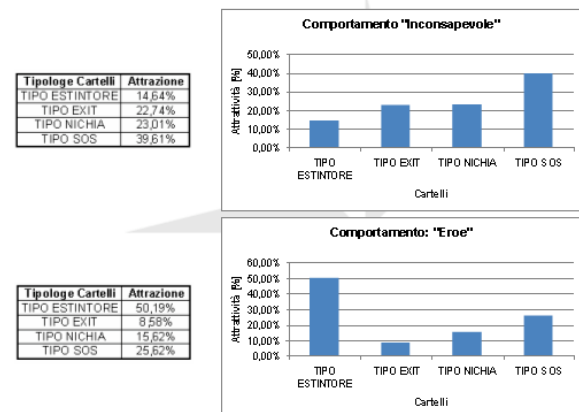 Comportamento "Inconsapevole"
Tipologe Cartelli Attrazione
TIPO ESTINTORE 14,64%
TIPO EXIT 22,74%
TIPO NICHIA 23,01%
TIPO SOS 39,61%
Attrattività [%]
50,00%
40,00%
30,00%
20,00%
10,00%
0,00%
TIPO ESTINTORE
TIPO EXIT
TIPO NICHIA
TIPO SOS
Cartelli
Comportamento: "Eroe"
Tipologe Cartelli Attrazione
TIPO ESTINTORE 50,19%
TIPO EXIT 8,58%
TIPO NICHIA 15,62%
TIPO SOS 25,62%
Attrattività [%]
60,00%
50,00%
40,00%
30,00%
20,00%
10,00%
0,00%
TIPO ESTINTORE
TIPO EXIT
TIPO NICHIA
TIPO SOS
Cartelli